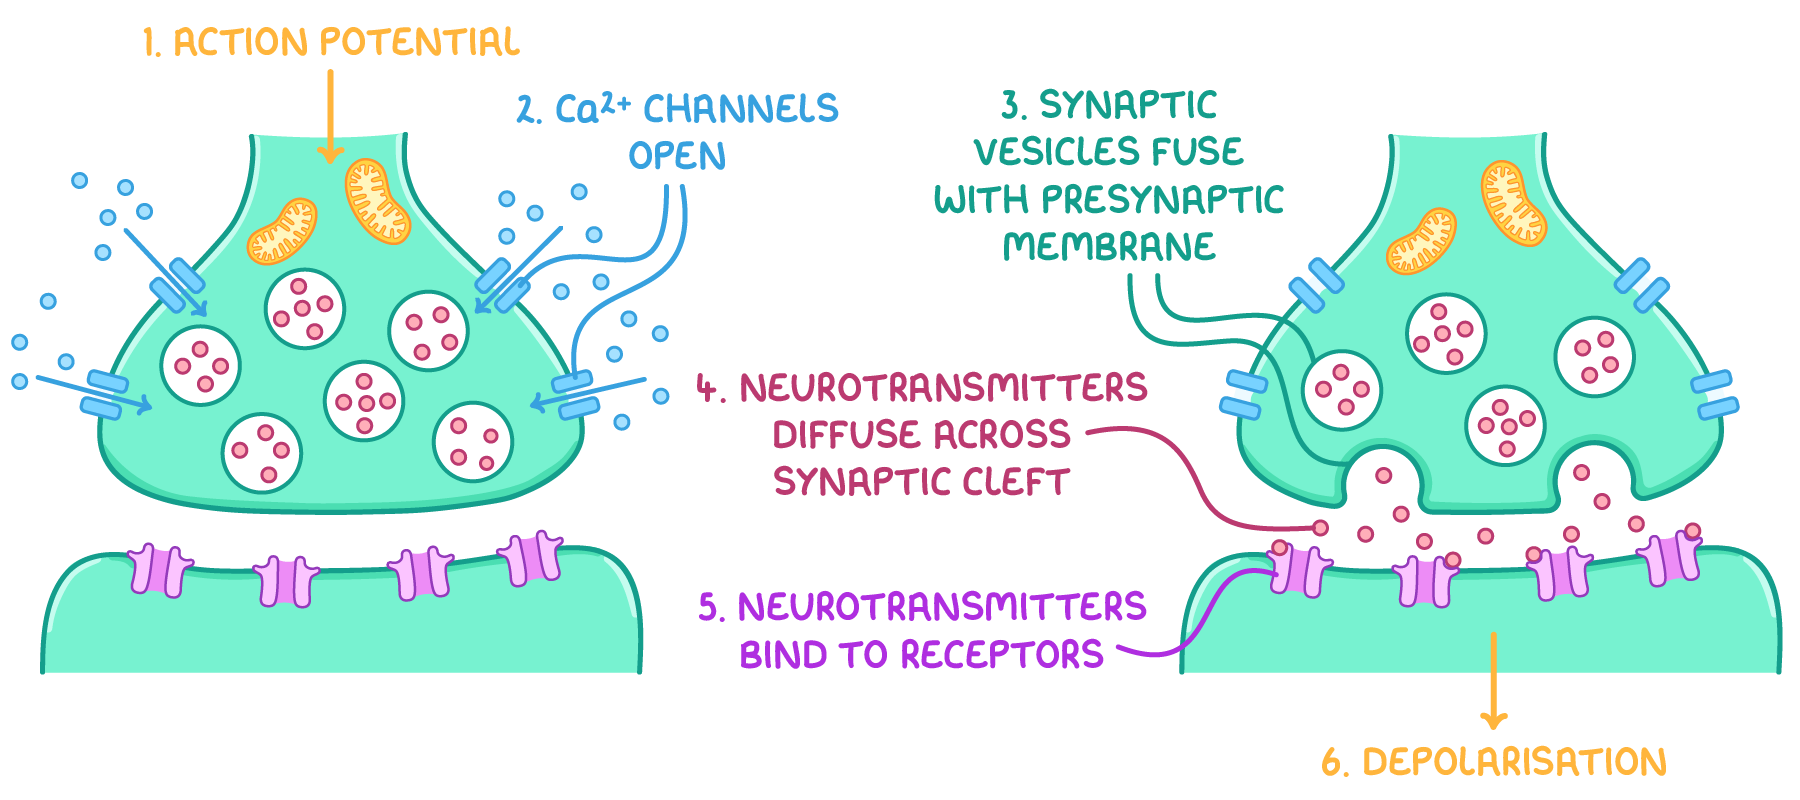 1. ACTION POTENTIAL
2. Ca²⁺ CHANNELS
OPEN
3. SYNAPTIC
VESICLES FUSE
WITH PRESYNAPTIC
MEMBRANE
4. NEUROTRANSMITTERS
DIFFUSE ACROSS
SYNAPTIC CLEFT
5. NEUROTRANSMITTERS
BIND TO RECEPTORS
6. DEPOLARISATION